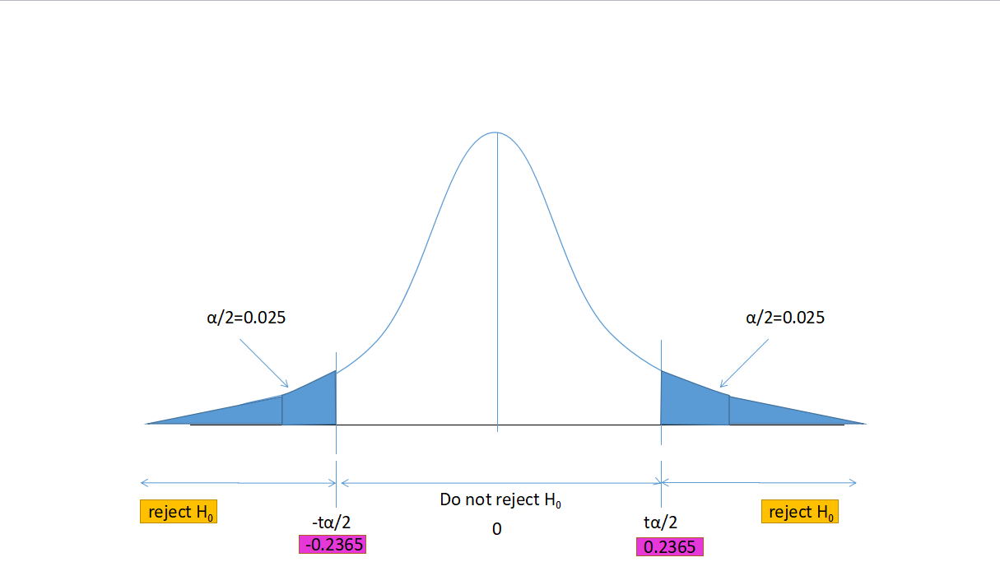 α/2=0.025
α/2=0.025
Do not reject H₀
reject H₀
reject H₀
-tα/2
0
tα/2
-0.2365
0.2365